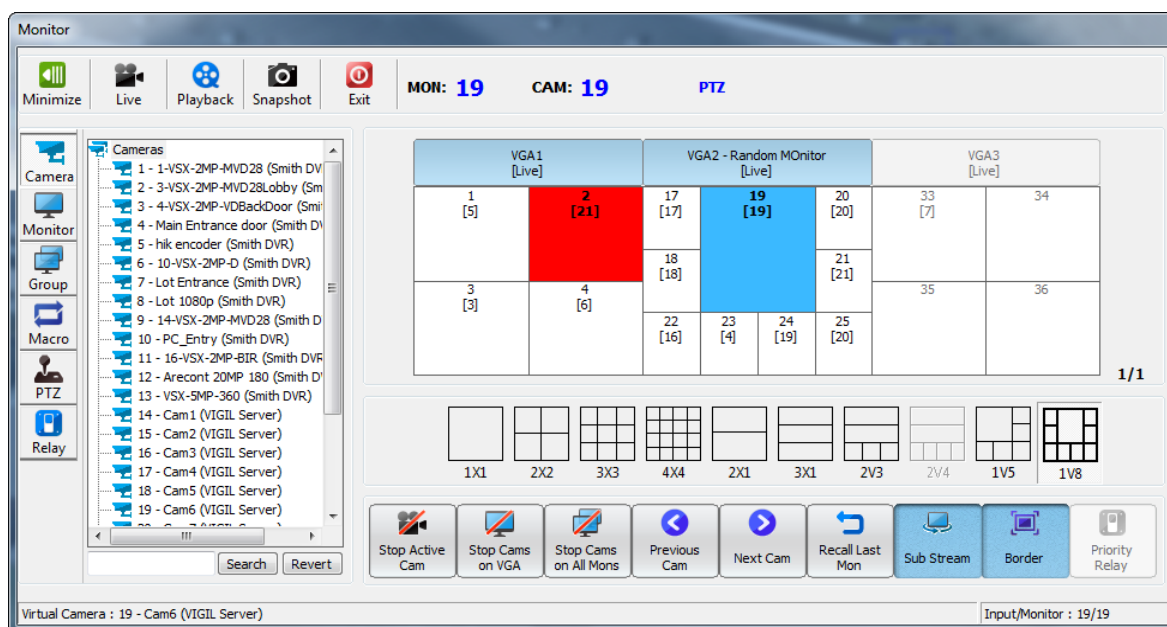 Monitor
Minimize
Live
Playback
Snapshot
Exit
MON: 19
CAM: 19
PTZ
Camera
Monitor
Group
Macro
PTZ
Relay
Cameras
1 - 1-VSX-2MP-MVD28 (Smith DV
2 - 3-VSX-2MP-MVD28Lobby (Sm
3 - 4-VSX-2MP-VDBackDoor (Smi
4 - Main Entrance door (Smith D
5 - hik encoder (Smith DVR)
6 - 10-VSX-2MP-D (Smith DVR)
7 - Lot Entrance (Smith DVR)
8 - Lot 1080p (Smith DVR)
9 - 14-VSX-2MP-MVD28 (Smith D
10 - PC_Entry (Smith DVR)
11 - 16-VSX-2MP-BIR (Smith DVR
12 - Arecont 20MP 180 (Smith D
13 - VSX-5MP-360 (Smith DVR)
14 - Cam1 (VIGIL Server)
15 - Cam2 (VIGIL Server)
16 - Cam3 (VIGIL Server)
17 - Cam4 (VIGIL Server)
18 - Cam5 (VIGIL Server)
19 - Cam6 (VIGIL Server)
Search
Revert
VGA1
[Live]
VGA2 - Random MOnitor
[Live]
VGA3
[Live]
1
[5]
2
[21]
3
[3]
4
[6]
17
[17]
19
[19]
20
[20]
18
[18]
21
[21]
22
[16]
23
[4]
24
[19]
25
[20]
33
[7]
34
35
36
1/1
1X1
2X2
3X3
4X4
2X1
3X1
2V3
2V4
1V5
1V8
Stop Active
Cam
Stop Cams
on VGA
Stop Cams
on All Mons
Previous
Cam
Next Cam
Recall Last
Mon
Sub Stream
Border
Priority
Relay
Virtual Camera : 19 - Cam6 (VIGIL Server)
Input/Monitor : 19/19